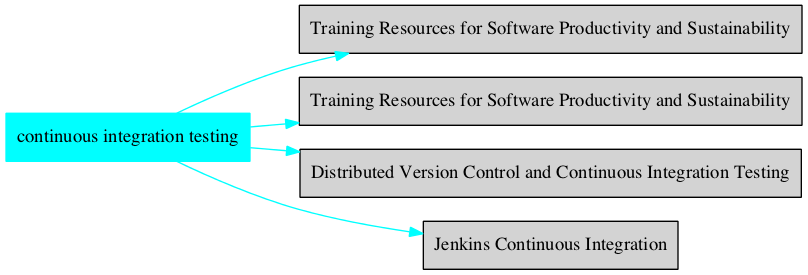 Training Resources for Software Productivity and Sustainability
Training Resources for Software Productivity and Sustainability
continuous integration testing
Distributed Version Control and Continuous Integration Testing
Jenkins Continuous Integration